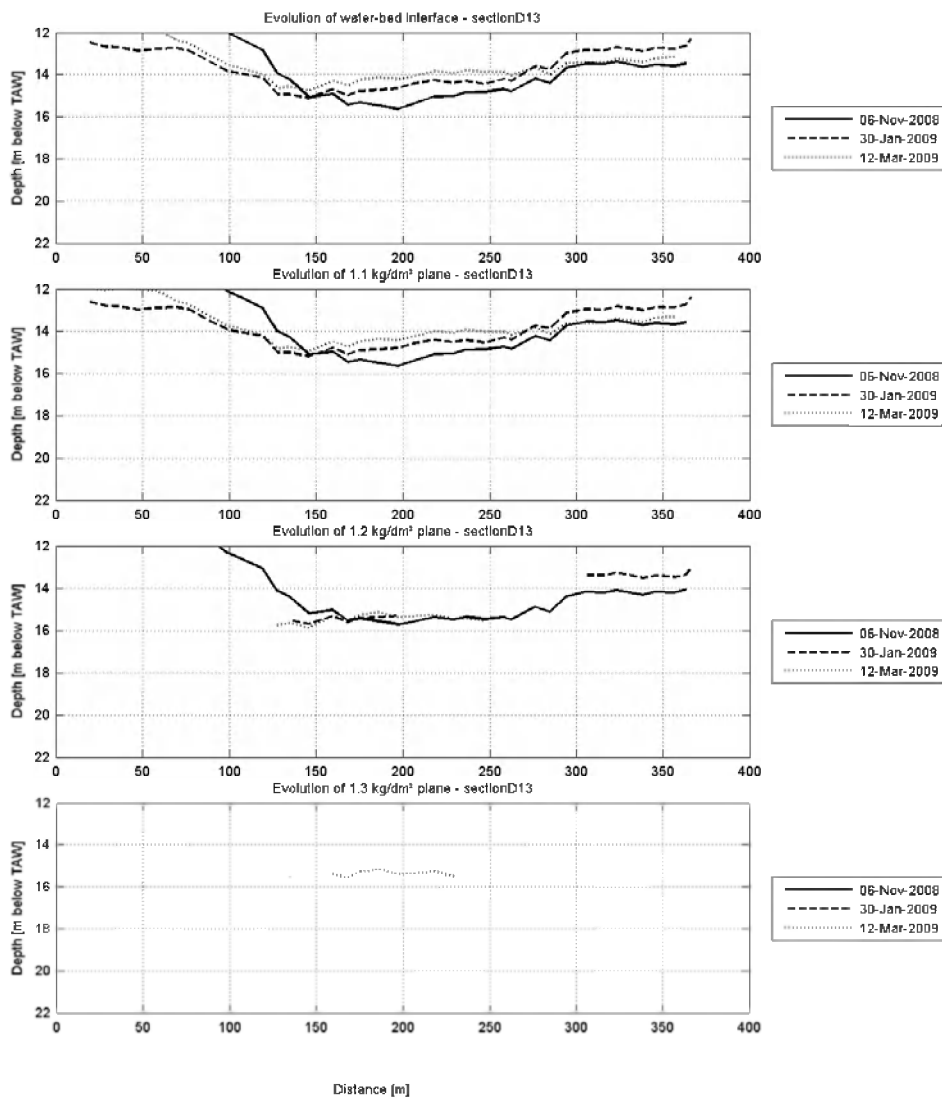 Evolution of water-bed interface - sectionD13
12
14
16
18
20
22
0 50 100 150 200 250 300 350 400
Depth [m below TAW]
06-Nov-2008
30-Jan-2009
12-Mar-2009
Evolution of 1.1 kg/dm³ plane - sectionD13
12
14
16
18
20
22
0 50 100 150 200 250 300 350 400
Depth [m below TAW]
06-Nov-2008
30-Jan-2009
12-Mar-2009
Evolution of 1.2 kg/dm³ plane - sectionD13
12
14
16
18
20
22
0 50 100 150 200 250 300 350 400
Depth [m below TAW]
06-Nov-2008
30-Jan-2009
12-Mar-2009
Evolution of 1.3 kg/dm³ plane - sectionD13
12
14
16
18
20
22
0 50 100 150 200 250 300 350 400
Depth [m below TAW]
06-Nov-2008
30-Jan-2009
12-Mar-2009
Distance [m]